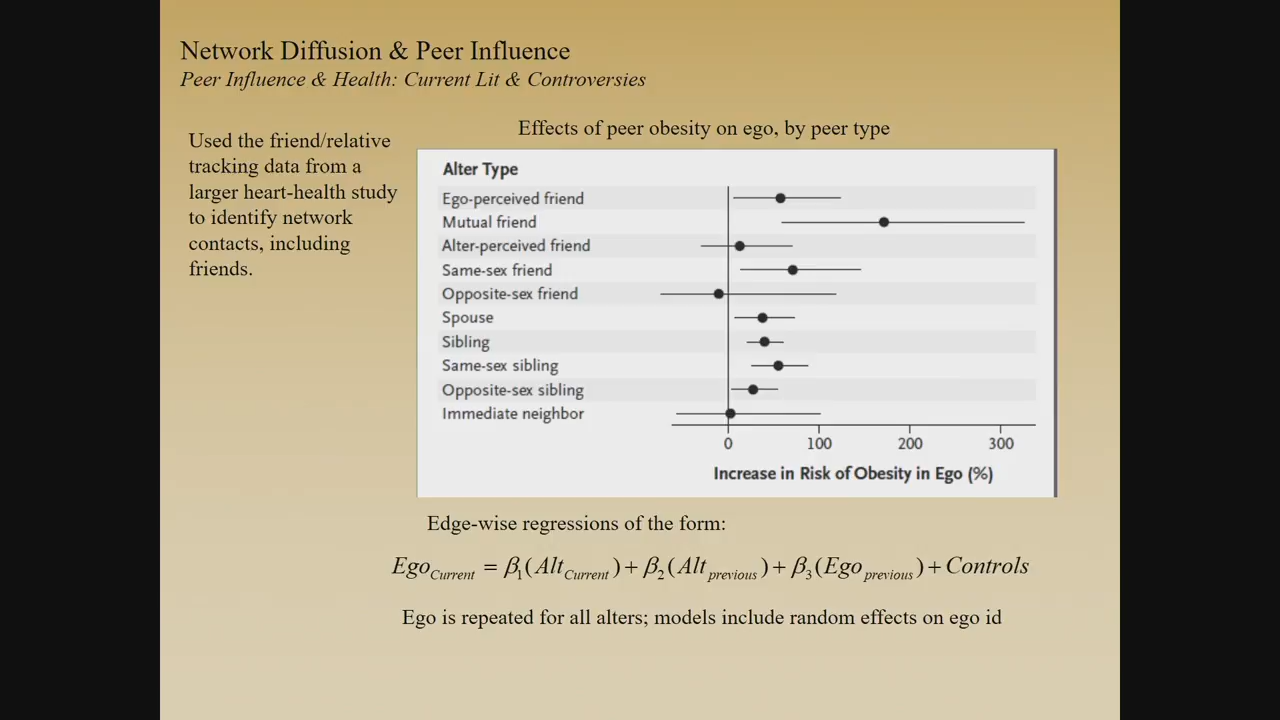 Network Diffusion & Peer Influence
Peer Influence & Health: Current Lit & Controversies
Used the friend/relative
tracking data from a
larger heart-health study
to identify network
contacts, including
friends.
Effects of peer obesity on ego, by peer type
Alter Type
Ego-perceived friend
Mutual friend
Alter-perceived friend
Same-sex friend
Opposite-sex friend
Spouse
Sibling
Same-sex sibling
Opposite-sex sibling
Immediate neighbor
0 100 200 300
Increase in Risk of Obesity in Ego (%)
Edge-wise regressions of the form:
Ego_Current = β_1(Alt_Current) + β_2(Alt_previous) + β_3(Ego_previous) + Controls
Ego is repeated for all alters; models include random effects on ego id